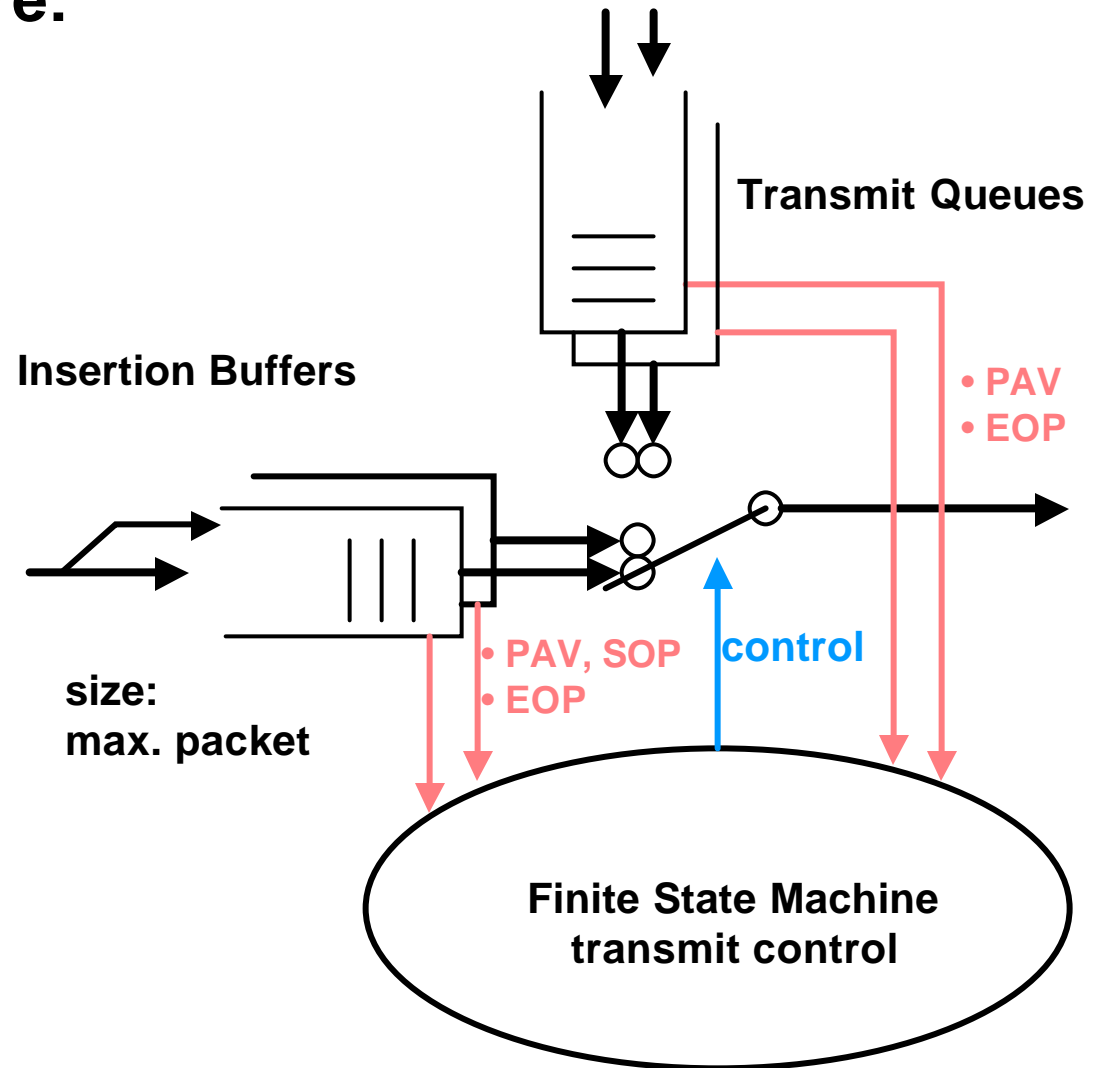 e.
Transmit Queues
Insertion Buffers
• PAV
• EOP
• PAV, SOP
• EOP
control
size:
max. packet
Finite State Machine
transmit control